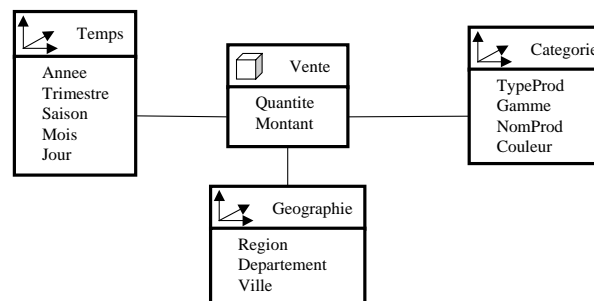 Temps
Annee
Trimestre
Saison
Mois
Jour
Vente
Quantite
Montant
Categorie
TypeProd
Gamme
NomProd
Couleur
Geographie
Region
Departement
Ville